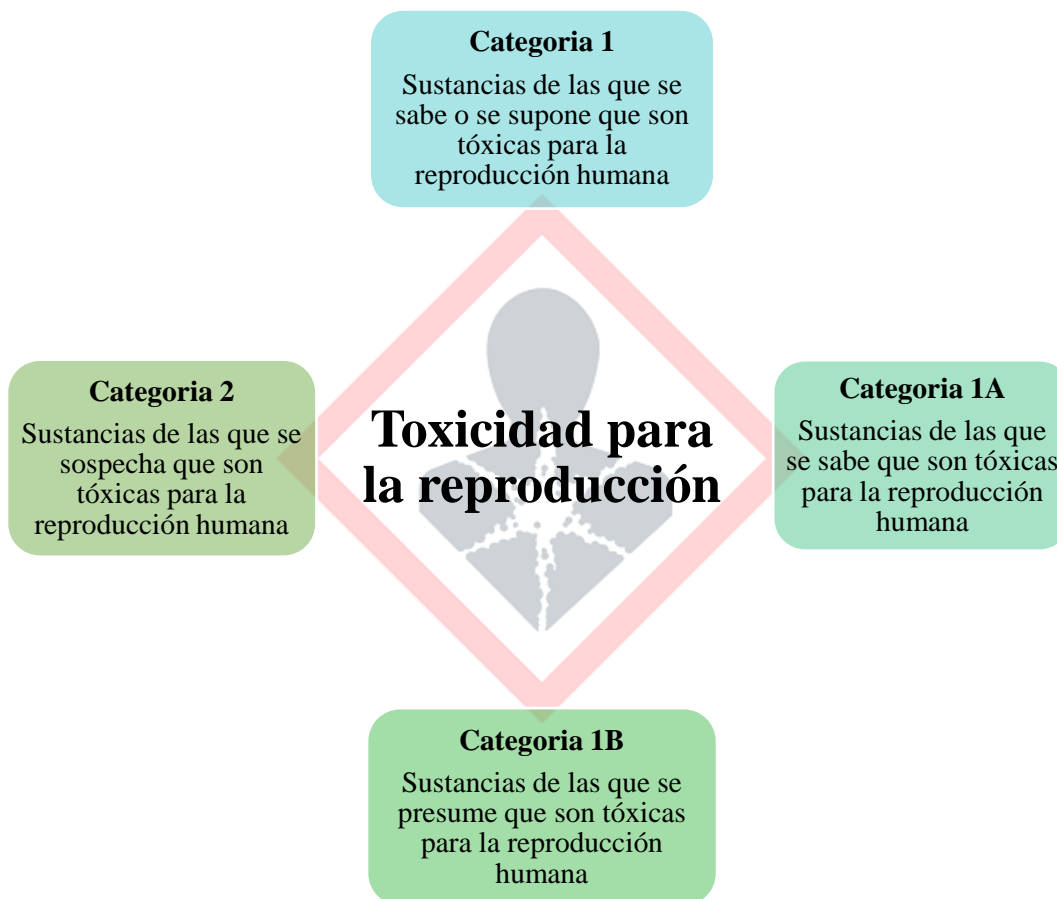 Categoria 1
Sustancias de las que se
sabe o se supone que son
tóxicas para la
reproducción humana
Categoria 2
Sustancias de las que se
sospecha que son
tóxicas para la
reproducción humana
Toxicidad para
la reproducción
Categoria 1A
Sustancias de las que
se sabe que son tóxicas
para la reproducción
humana
Categoria 1B
Sustancias de las que se
presume que son tóxicas
para la reproducción
humana